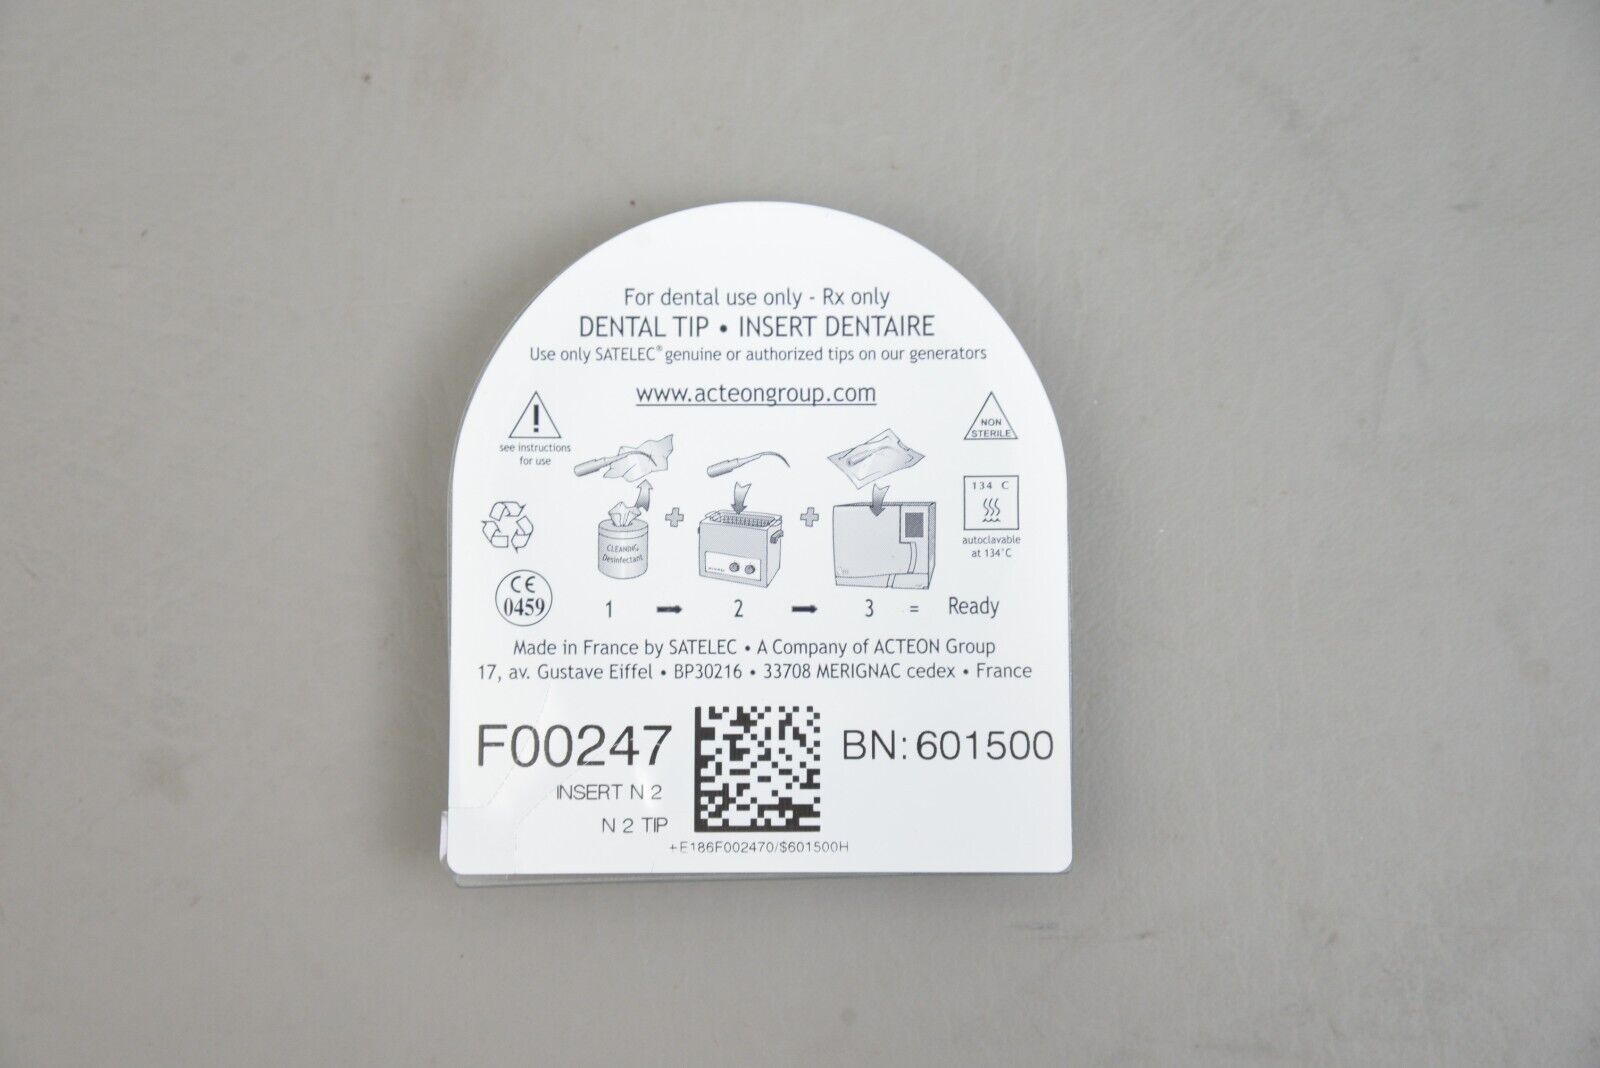 For dental use only - Rx only
DENTAL TIP • INSERT DENTAIRE
Use only SATELEC® genuine or authorized tips on our generators
www.acteongroup.com
!
see instructions
for use
NON
STERILE
134 C
autoclavable
at 134°C
CLEANING
Desinfectant
CE
0459
1 → 2 → 3 = Ready
Made in France by SATELEC • A Company of ACTEON Group
17, av. Gustave Eiffel • BP30216 • 33708 MERIGNAC cedex • France
F00247
BN: 601500
INSERT N 2
N 2 TIP
+E186F002470/$601500H